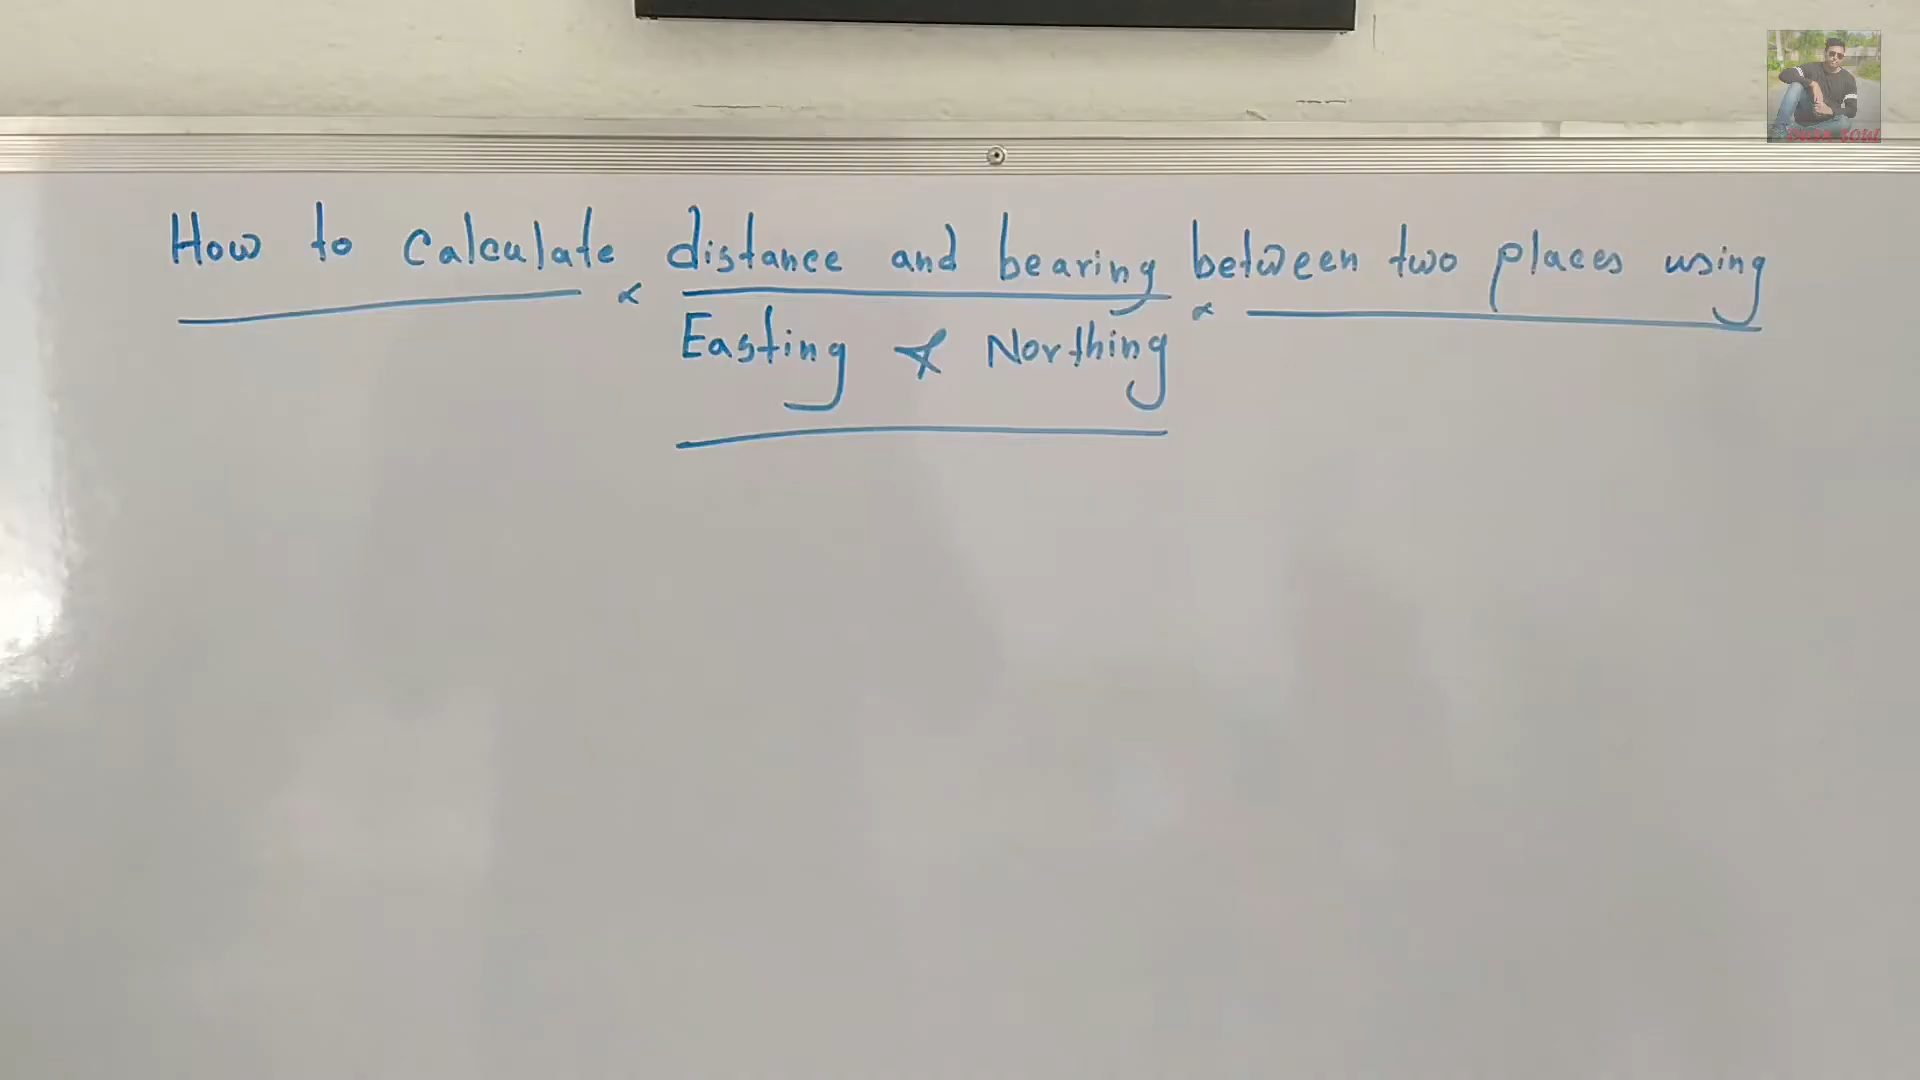 How to calculate distance and bearing between two places using
Easting & Northing